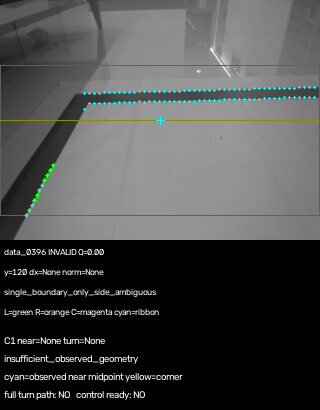 data_0396 INVALID Q=0.00
y=120 dx=None norm=None
single_boundary_only_side_ambiguous
L=green R=orange C=magenta cyan=ribbon
C1 near=None turn=None
insufficient_observed_geometry
cyan=observed near midpoint yellow=corner
full turn path: NO control ready: NO